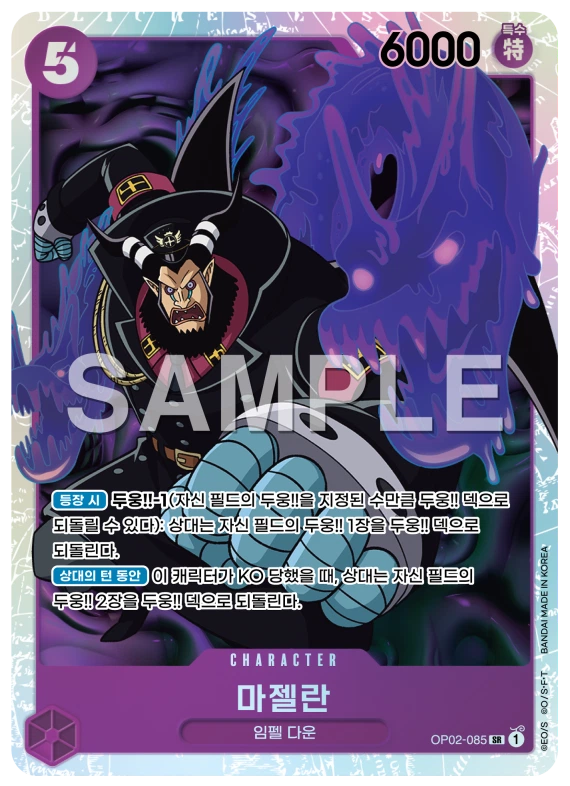 5
6000
특수
特
SAMPLE
등장 시 두웅!!-1(자신 필드의 두웅!!을 지정된 수만큼 두웅!! 덱으로
되돌릴 수 있다): 상대는 자신 필드의 두웅!! 1장을 두웅!! 덱으로
되돌린다.
상대의 턴 동안 이 캐릭터가 KO 당했을 때, 상대는 자신 필드의
두웅!! 2장을 두웅!! 덱으로 되돌린다.
CHARACTER
마젤란
임펠 다운
OP02-085 SR 1
©EO/S ©O/S·F·T BANDAI MADE IN KOREA